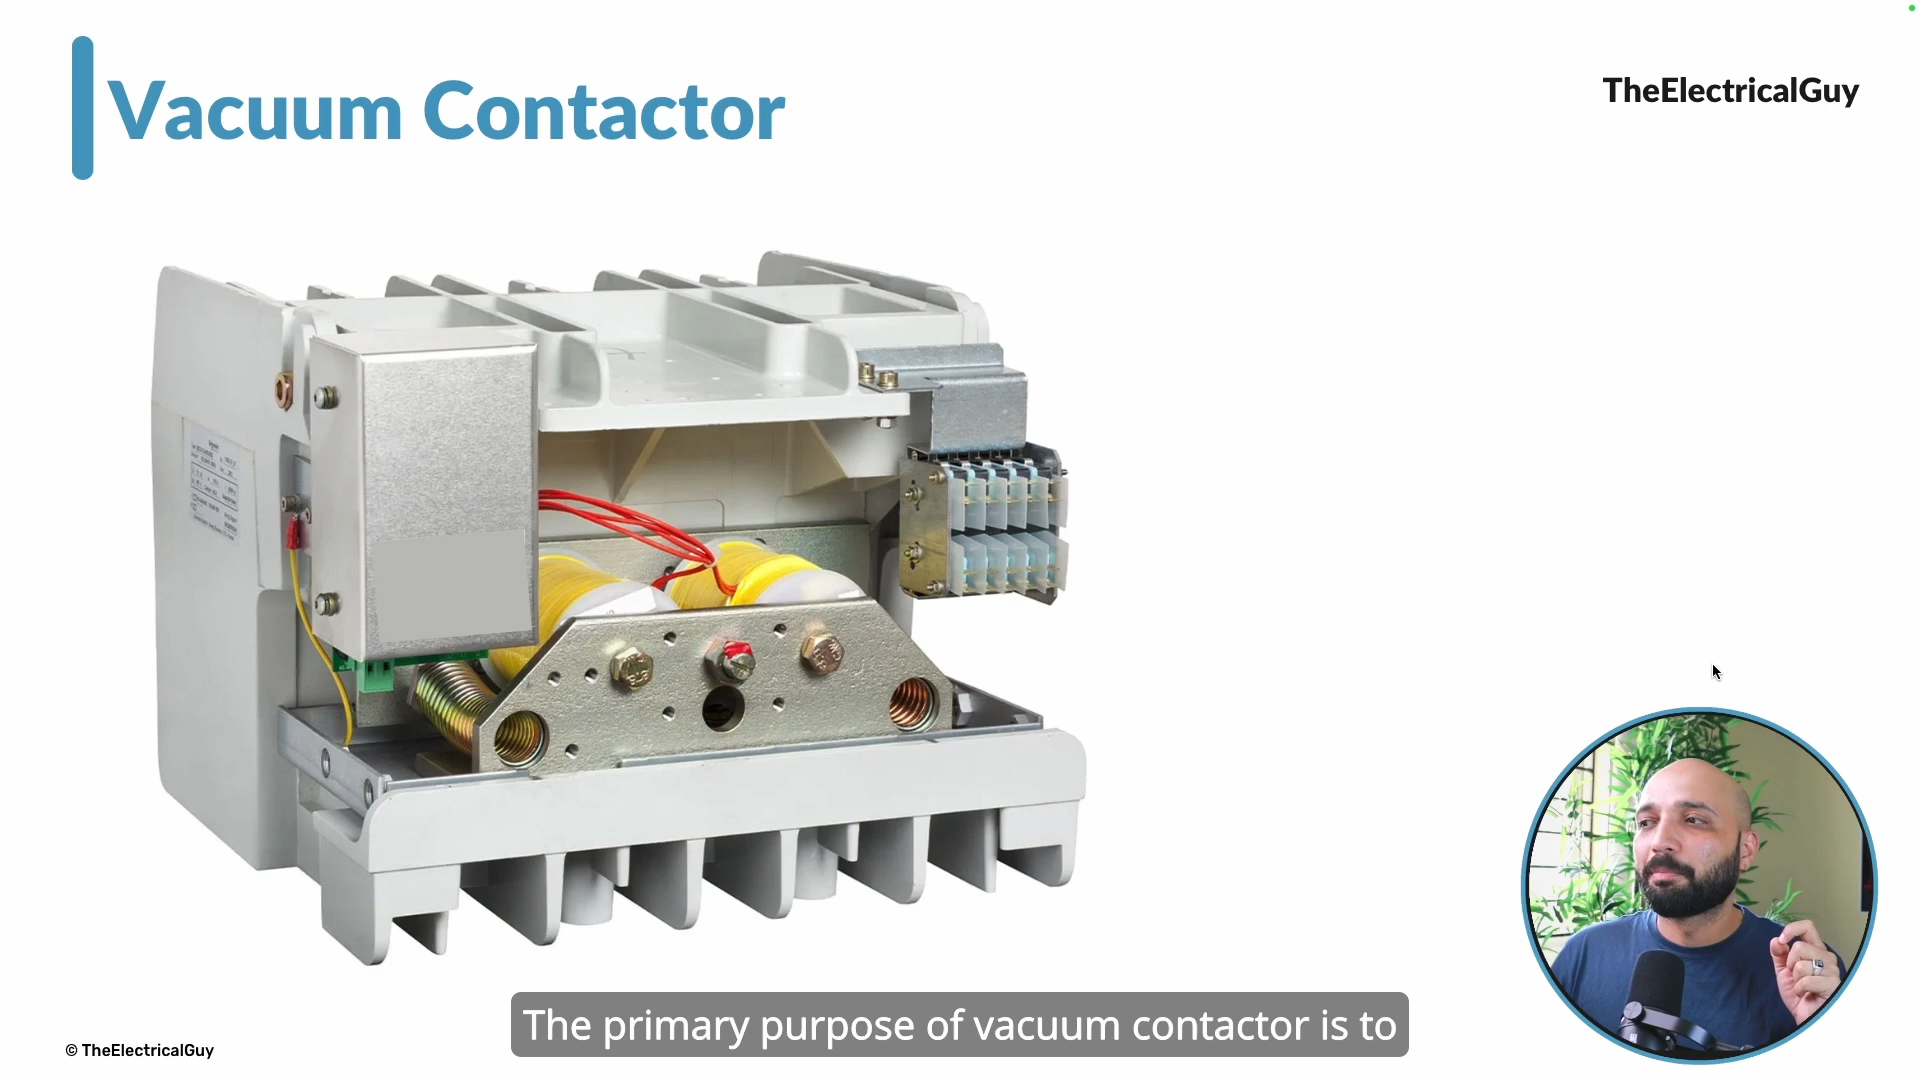 Vacuum Contactor
TheElectricalGuy
The primary purpose of vacuum contactor is to
© TheElectricalGuy